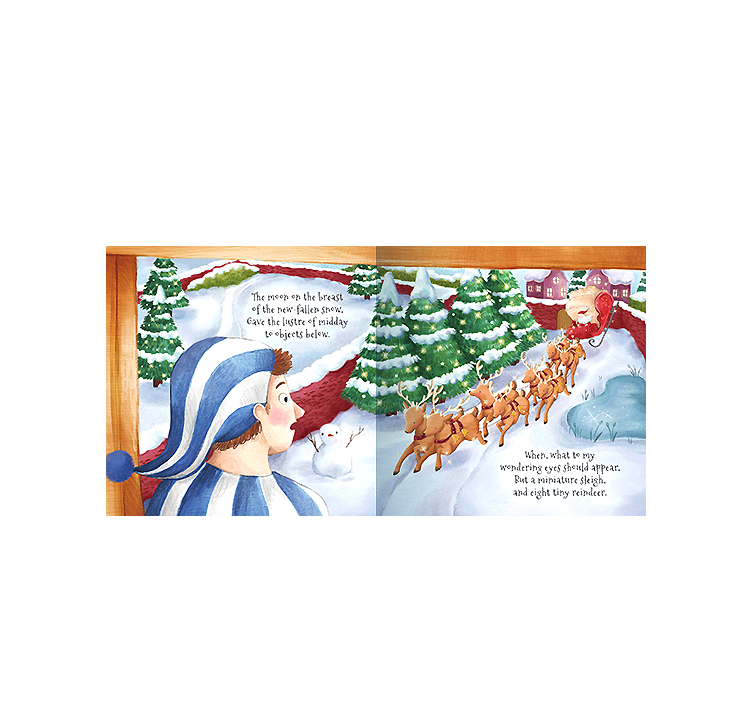 The moon on the breast
of the new-fallen snow,
Gave the lustre of midday
to objects below.
When, what to my
wondering eyes should appear,
But a miniature sleigh,
and eight tiny reindeer.